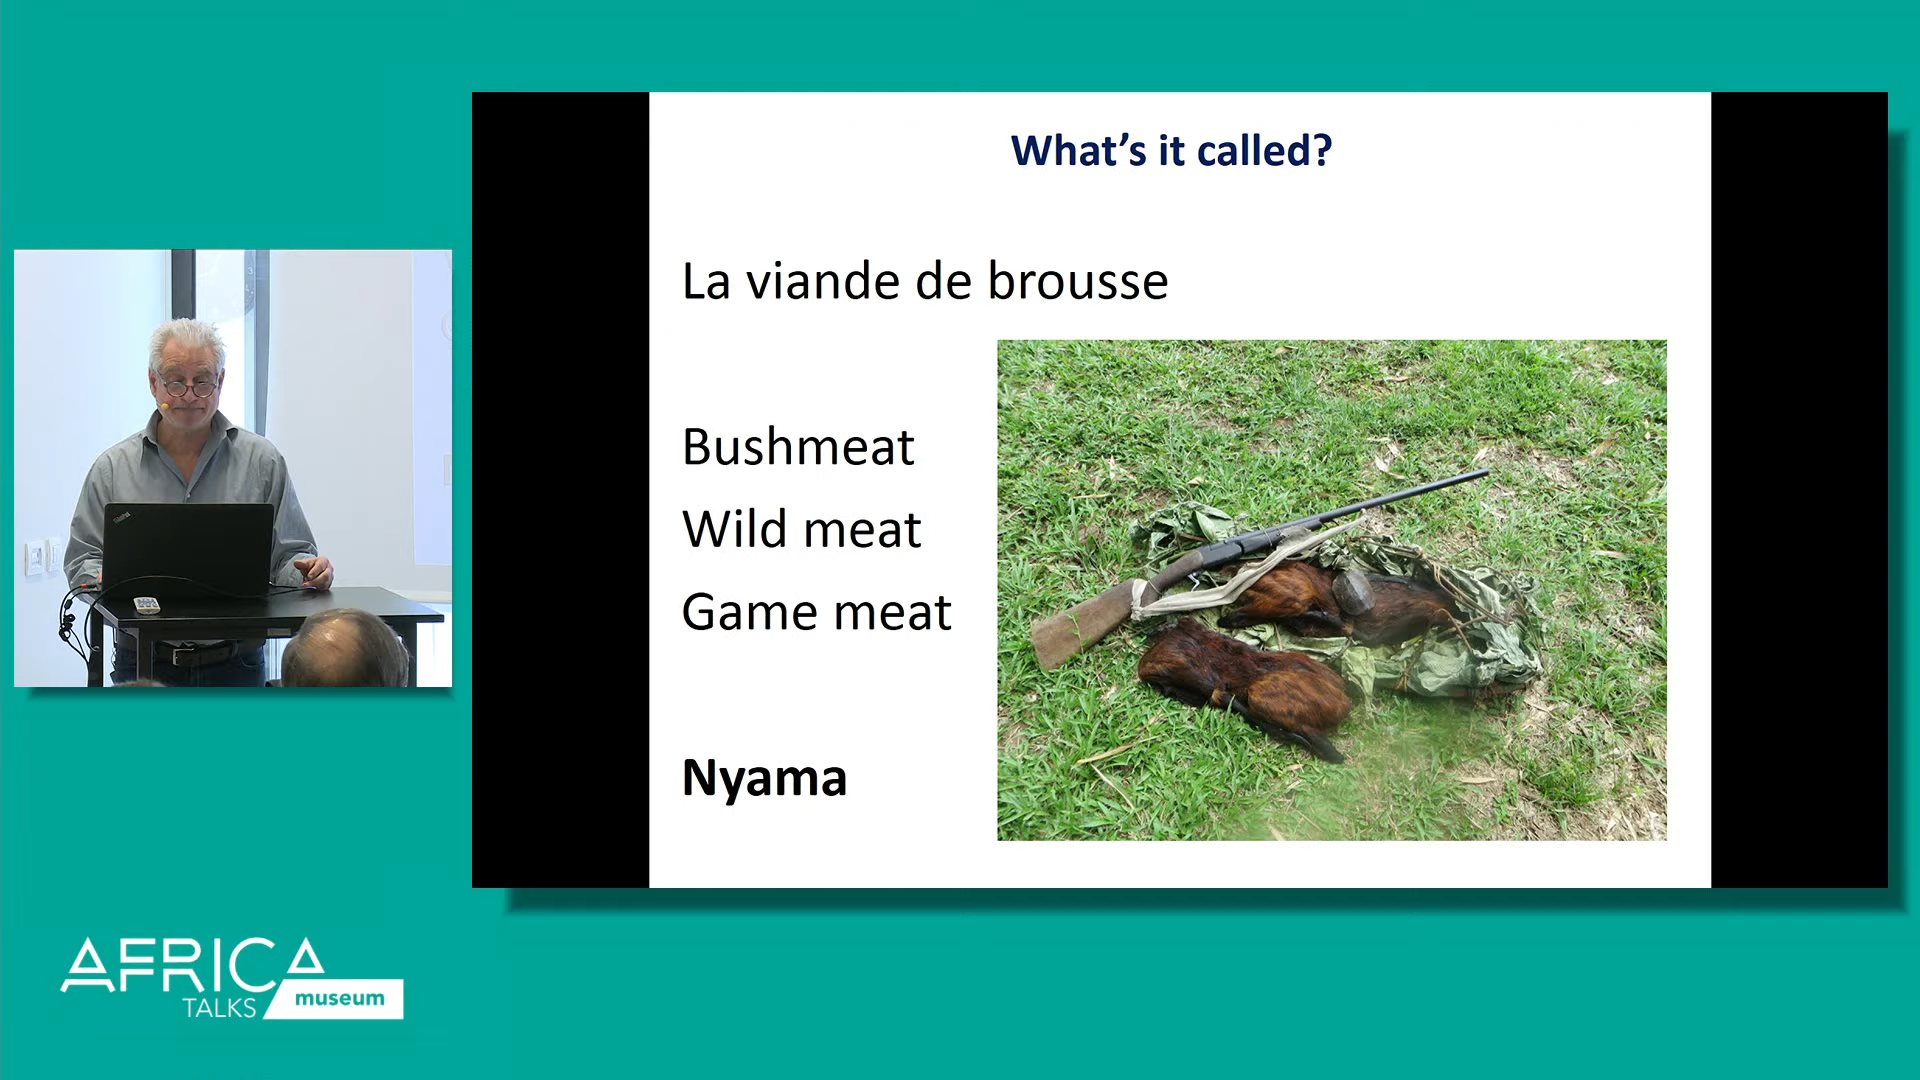 What's it called?
La viande de brousse
Bushmeat
Wild meat
Game meat
Nyama
AFRICA
TALKS museum